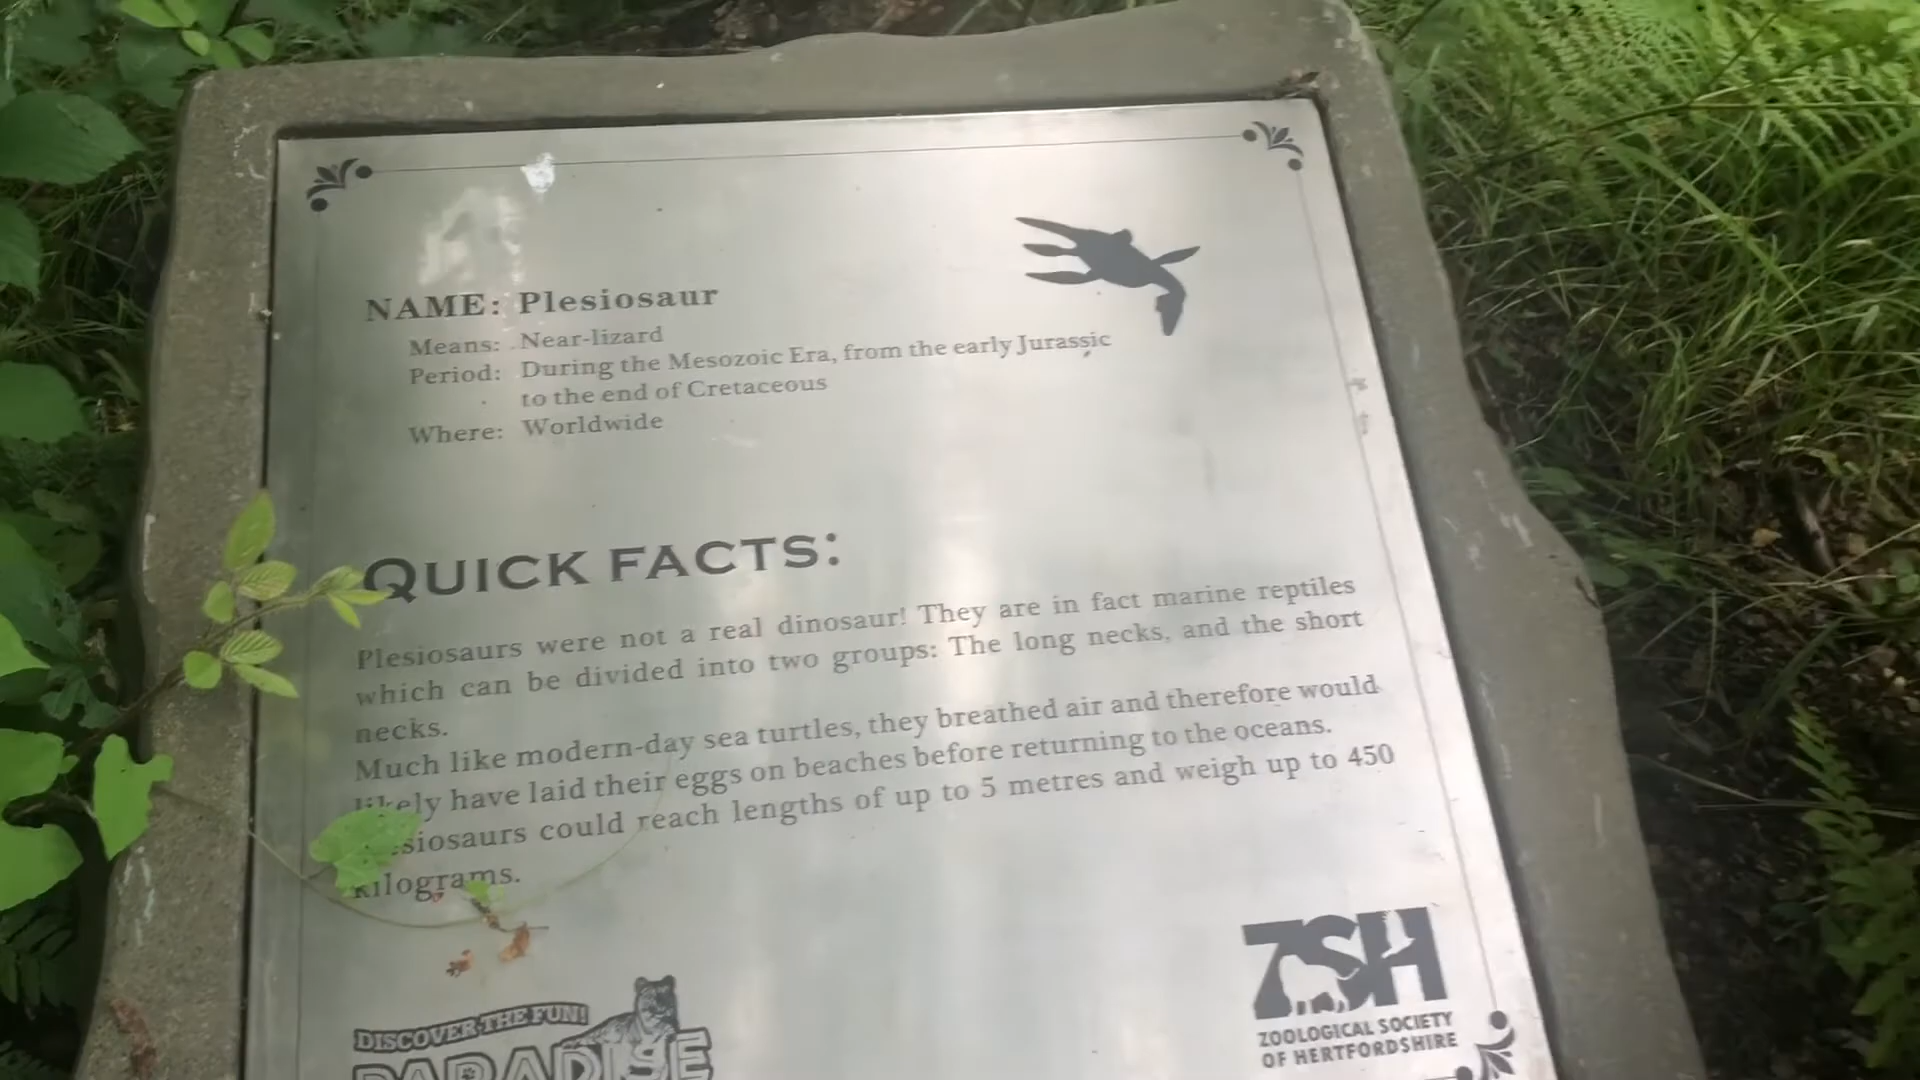 NAME: Plesiosaur
Means: Near-lizard
Period: During the Mesozoic Era, from the early Jurassic
to the end of Cretaceous
Where: Worldwide
QUICK FACTS:
Plesiosaurs were not a real dinosaur! They are in fact marine reptiles
which can be divided into two groups: The long necks, and the short
necks.
Much like modern-day sea turtles, they breathed air and therefore would
likely have laid their eggs on beaches before returning to the oceans.
siosaurs could reach lengths of up to 5 metres and weigh up to 450
kilograms.
DISCOVER THE FUN!
PARADISE
ZSH
ZOOLOGICAL SOCIETY
OF HERTFORDSHIRE